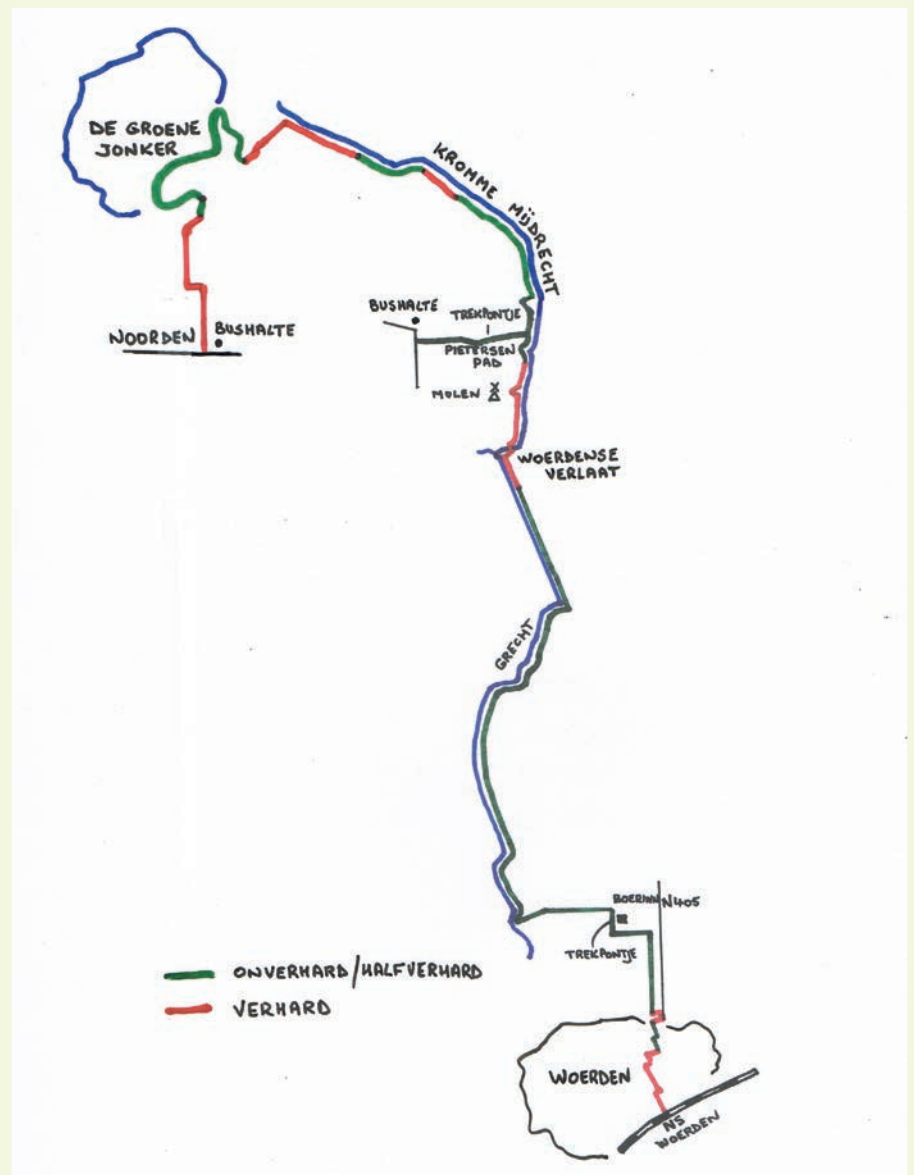 DE GROENE
JONKER
KROMME MIJDRECHT
BUSHALTE
TREKPONTJE
NOORDEN
BUSHALTE
PIETERSEN
PAD
MOLEN
WOERDENSE
VERLAAT
GRECHT
BOERINN
N405
TREKPONTJE
ONVERHARD/HALFVERHARD
VERHARD
WOERDEN
NS
WOERDEN